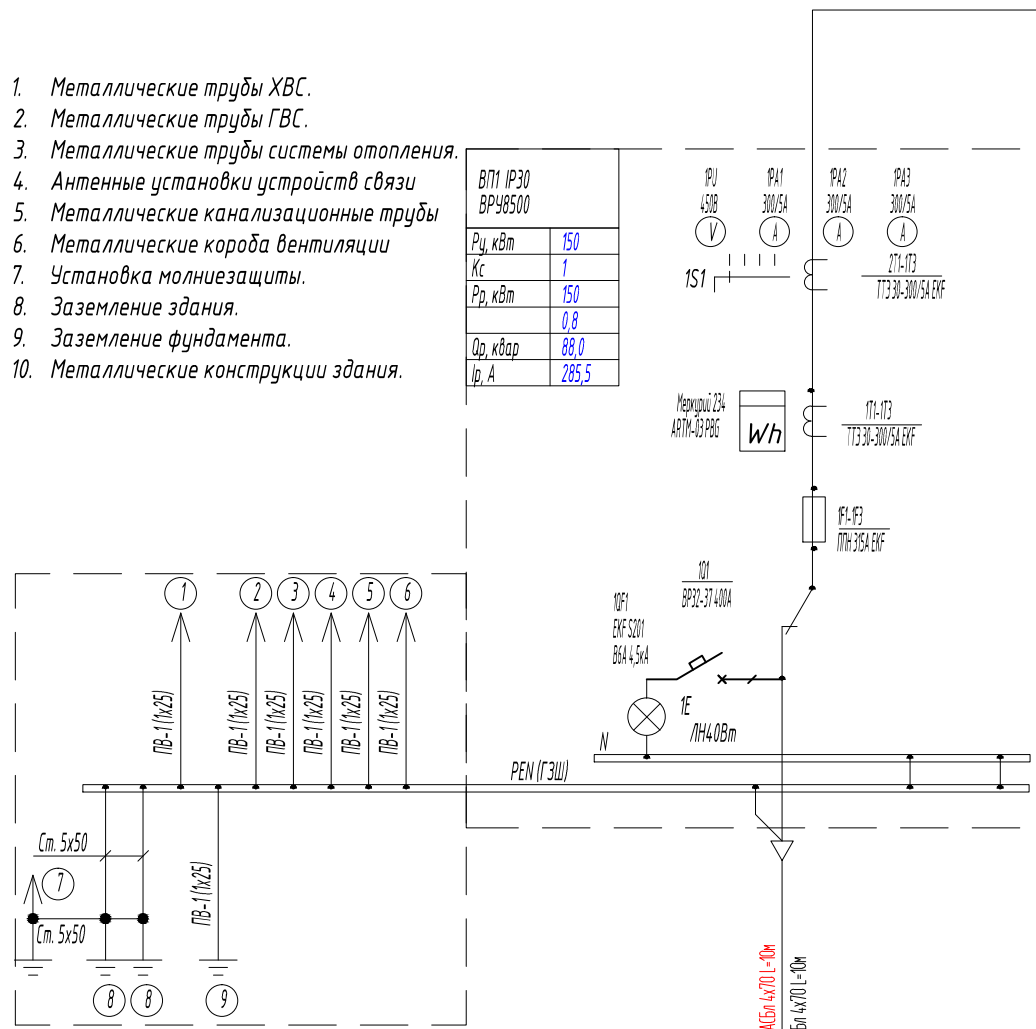 1. Металлические трубы ХВС.
2. Металлические трубы ГВС.
3. Металлические трубы системы отопления.
4. Антенные установки устройств связи
5. Металлические канализационные трубы
6. Металлические короба вентиляции
7. Установка молниезащиты.
8. Заземление здания.
9. Заземление фундамента.
10. Металлические конструкции здания.
ВП1 IP30
ВРУ8500
Ру, кВт 150
Кс 1
Рр, кВт 150
0,8
Qр, квар 88,0
Iр, А 285,5
1PU
450В
V
1PA1
300/5А
A
1PA2
300/5А
A
1PA3
300/5А
A
1S1
2Т1-1Т3
ТТЭ 30-300/5А EKF
Меркурий 234
ARTM-03 PBG
Wh
1Т1-1Т3
ТТЭ 30-300/5А EKF
1F1-1F3
ППН 315А EKF
1Q1
ВР32-37 400А
1QF1
EKF S201
В6А 4,5кА
1Е
ЛН40Вт
N
PEN (ГЗШ)
1
2
3
4
5
6
ПВ-1 (1х25)
ПВ-1 (1х25)
ПВ-1 (1х25)
ПВ-1 (1х25)
ПВ-1 (1х25)
ПВ-1 (1х25)
Ст. 5х50
7
Ст. 5х50
ПВ-1 (1х25)
8
8
9
АСБл 4х70 L=10м
Бл 4х70 L=10м